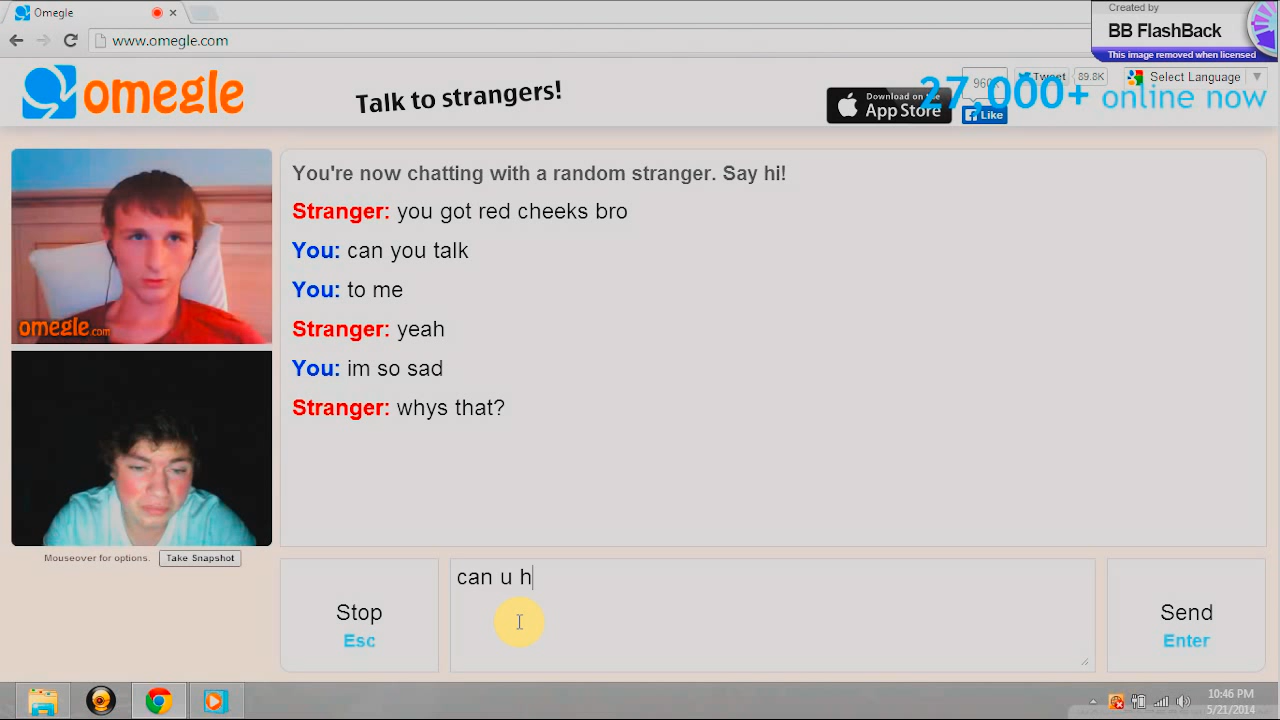 Omegle
Created by
BB FlashBack
This image removed when licensed
www.omegle.com
omegle
Talk to strangers!
Download on the
App Store
960
Tweet
89.8K
Like
Select Language
27,000+ online now
You're now chatting with a random stranger. Say hi!
Stranger: you got red cheeks bro
You: can you talk
You: to me
Stranger: yeah
You: im so sad
Stranger: whys that?
omegle.com
Mouseover for options.
Take Snapshot
Stop
Esc
can u h
Send
Enter
10:46 PM
5/21/2014